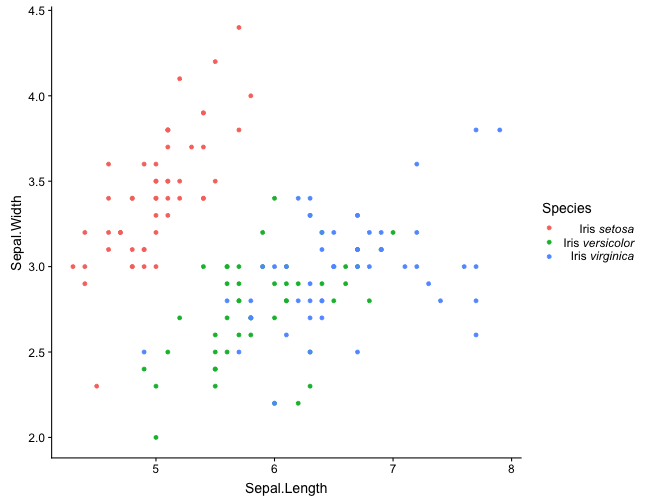 4.5
4.0
3.5
3.0
2.5
2.0
Sepal.Width
5 6 7 8
Sepal.Length
Species
Iris setosa
Iris versicolor
Iris virginica